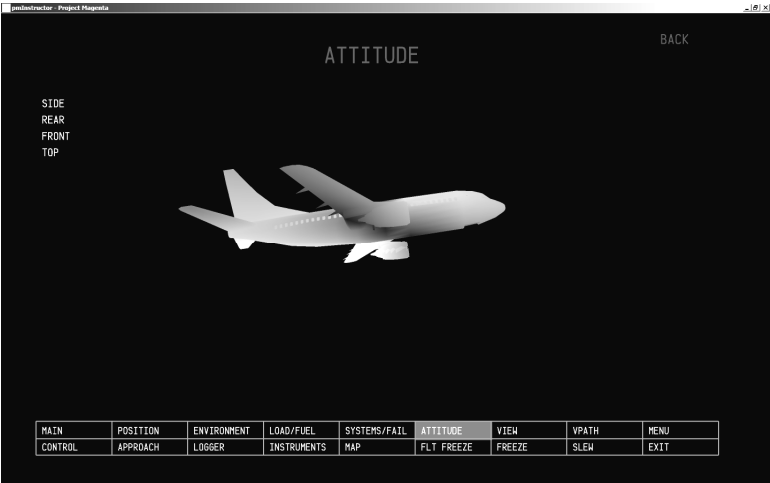 pmInstructor - Project Magenta
BACK
ATTITUDE
SIDE
REAR
FRONT
TOP
MAIN POSITION ENVIRONMENT LOAD/FUEL SYSTEMS/FAIL ATTITUDE VIEW VPATH MENU
CONTROL APPROACH LOGGER INSTRUMENTS MAP FLT FREEZE FREEZE SLEW EXIT